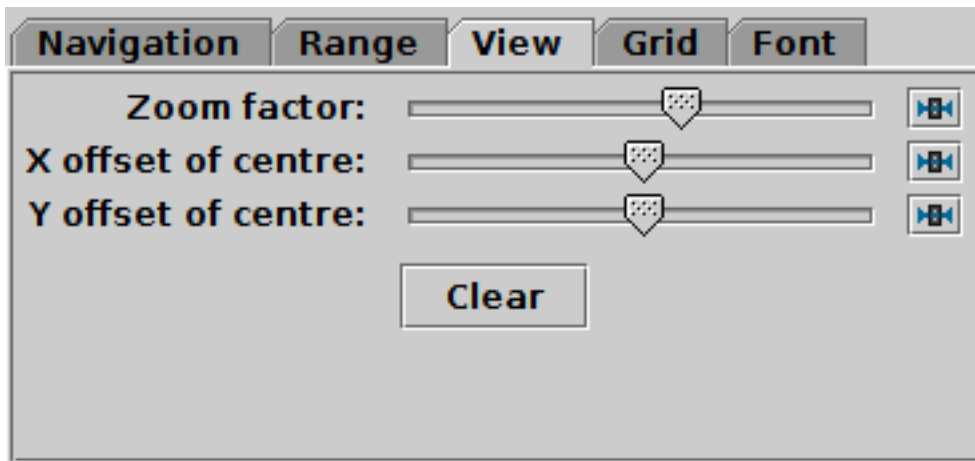 Navigation Range View Grid Font
Zoom factor:
X offset of centre:
Y offset of centre:
Clear